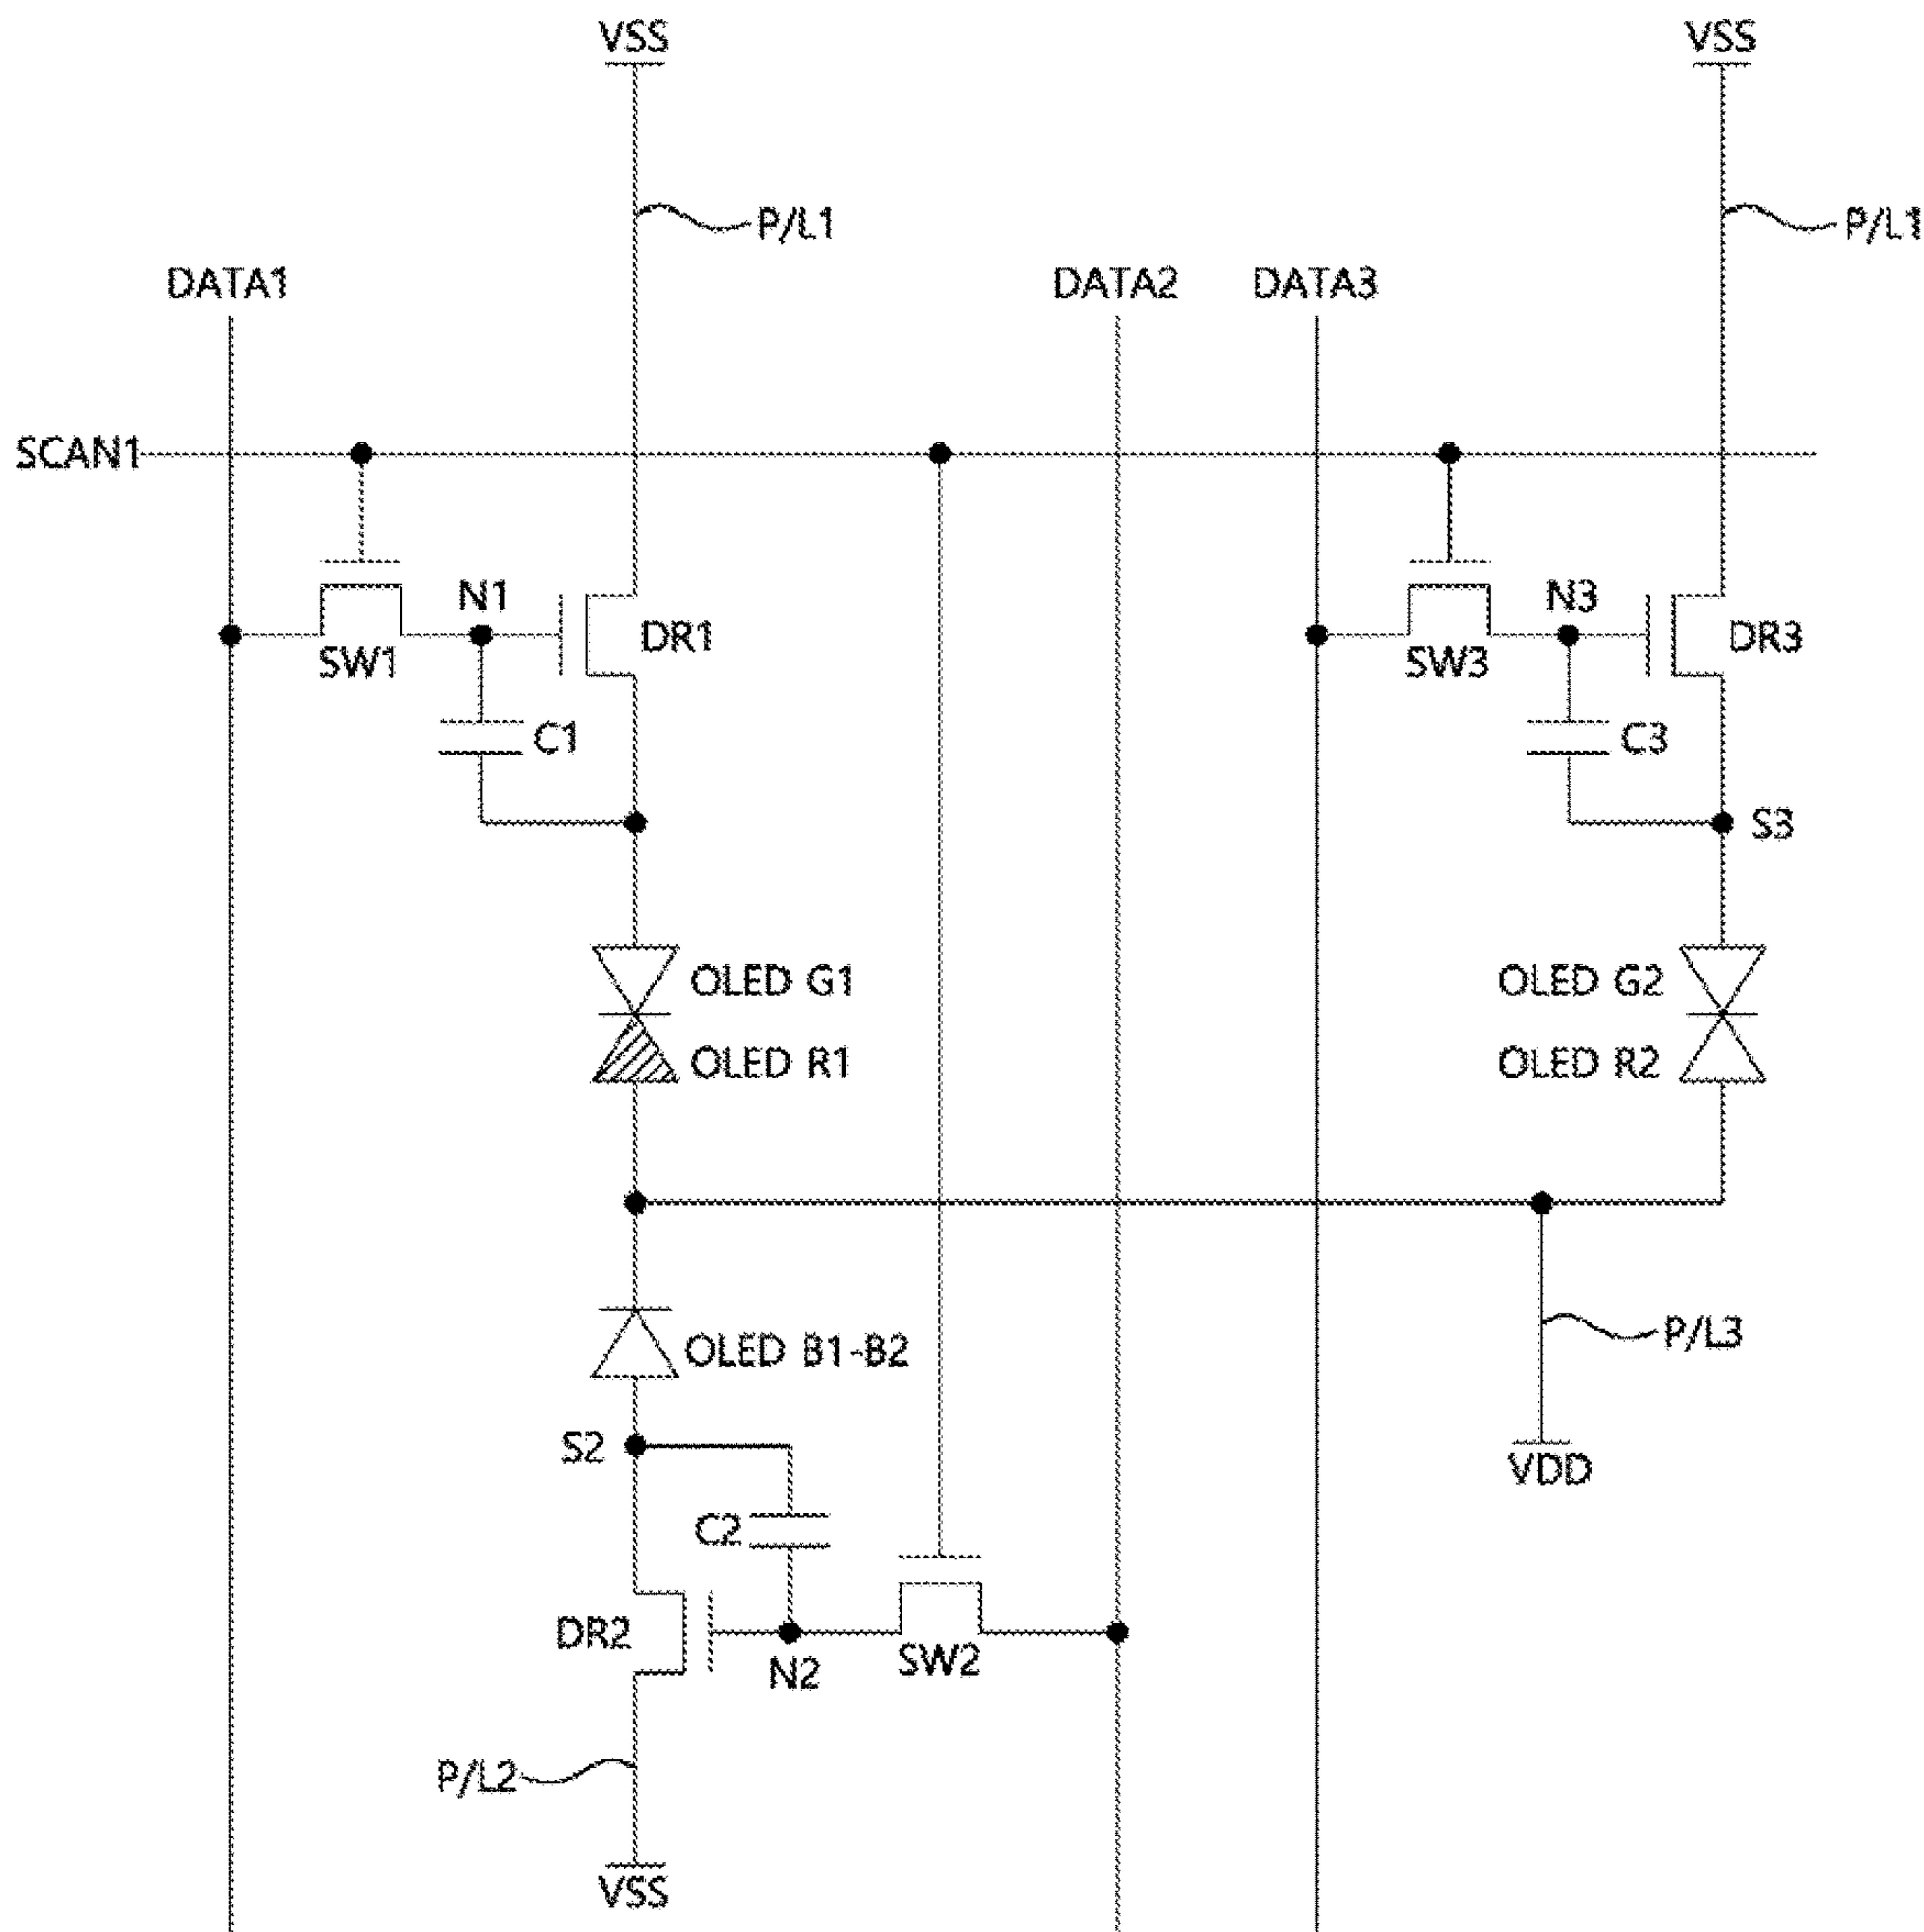 VSS
VSS
P/L1
P/L1
DATA1
DATA2
DATA3
SCAN1
N1
N3
DR1
DR3
SW1
SW3
C1
C3
S3
OLED G1
OLED G2
OLED R1
OLED R2
P/L3
OLED B1-B2
S2
VDD
C2
DR2
SW2
N2
P/L2
VSS